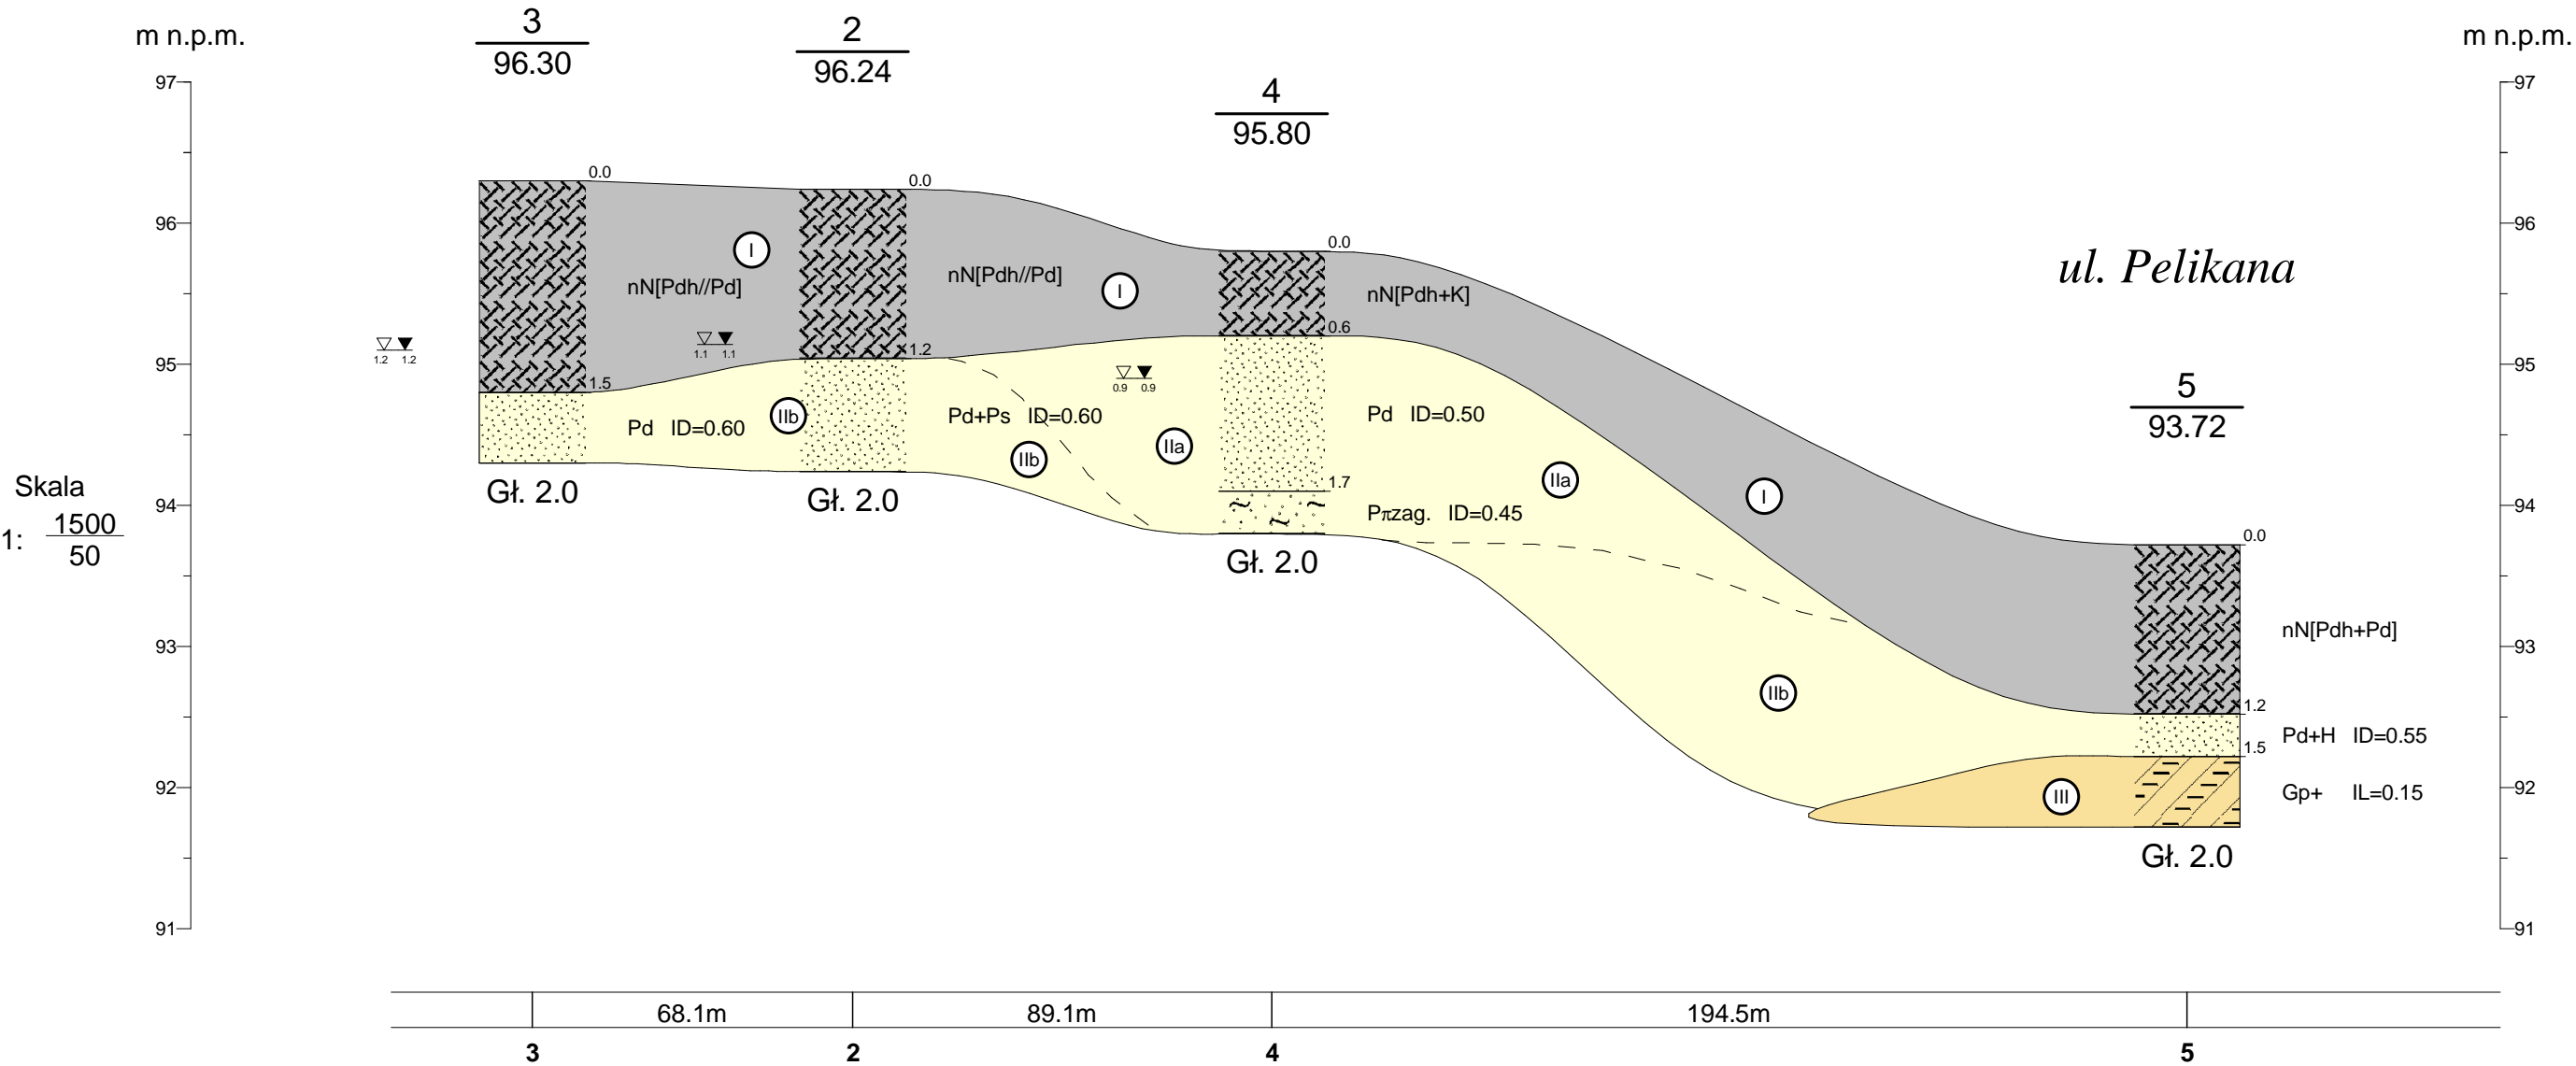 m n.p.m.
3
96.30
2
96.24
4
95.80
m n.p.m.
97
96
95
94
93
92
91
Skala
1: 1500
50
0.0
I
nN[Pdh//Pd]
1.2 1.2
1.1 1.1
1.5
Pd ID=0.60
IIb
Gł. 2.0
0.0
nN[Pdh//Pd]
I
1.2
Pd+Ps ID=0.60
IIb
0.9 0.9
IIa
Gł. 2.0
0.0
nN[Pdh+K]
0.6
Pd ID=0.50
1.7
IIa
Pπzag. ID=0.45
Gł. 2.0
I
IIb
ul. Pelikana
5
93.72
0.0
nN[Pdh+Pd]
1.2
Pd+H ID=0.55
1.5
III
Gp+ IL=0.15
Gł. 2.0
97
96
95
94
93
92
91
68.1m 89.1m 194.5m
3 2 4 5